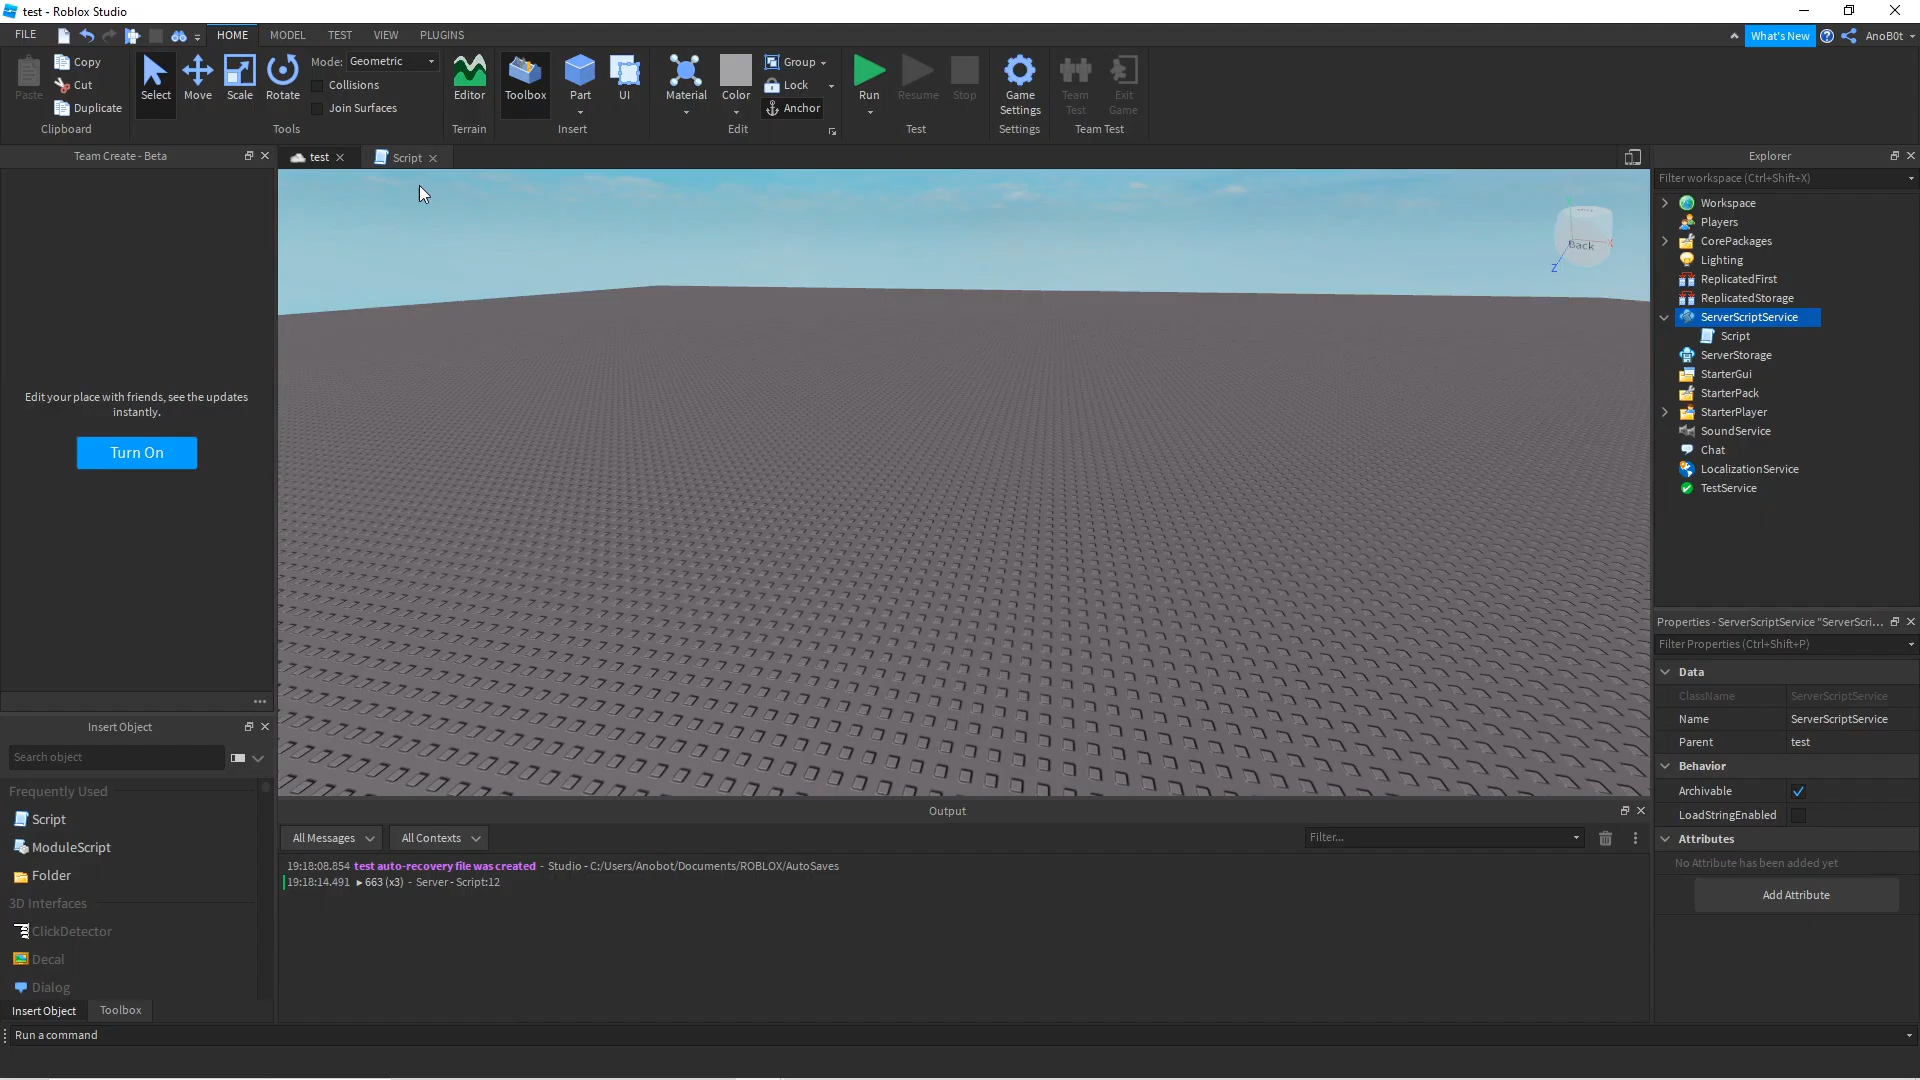 test - Roblox Studio
FILE
HOME
MODEL
TEST
VIEW
PLUGINS
What's New
AnoB0t
Paste
Copy
Cut
Duplicate
Clipboard
Select
Move
Scale
Rotate
Mode: Geometric
Collisions
Join Surfaces
Tools
Editor
Terrain
Toolbox
Part
UI
Insert
Material
Color
Group
Lock
Anchor
Edit
Run
Resume
Stop
Test
Game Settings
Settings
Team Test
Exit Game
Team Test
Team Create - Beta
test
Script
Explorer
Filter workspace (Ctrl+Shift+X)
Workspace
Players
CorePackages
Lighting
ReplicatedFirst
ReplicatedStorage
ServerScriptService
Script
ServerStorage
StarterGui
StarterPack
StarterPlayer
SoundService
Chat
LocalizationService
TestService
Back
X
Z
Edit your place with friends, see the updates
instantly.
Turn On
Insert Object
Search object
Frequently Used
Script
ModuleScript
Folder
3D Interfaces
ClickDetector
Decal
Dialog
Insert Object
Toolbox
Output
All Messages
All Contexts
Filter...
19:18:08.854 test auto-recovery file was created - Studio - C:/Users/Anobot/Documents/ROBLOX/AutoSaves
19:18:14.491 ▸ 663 (x3) - Server - Script:12
Properties - ServerScriptService "ServerScri...
Filter Properties (Ctrl+Shift+P)
Data
ClassName ServerScriptService
Name ServerScriptService
Parent test
Behavior
Archivable
LoadStringEnabled
Attributes
No Attribute has been added yet
Add Attribute
Run a command